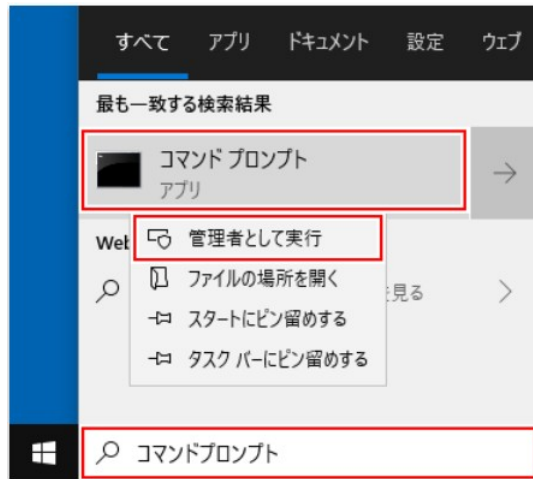 すべて アプリ ドキュメント 設定 ウェブ
最も一致する検索結果
コマンド プロンプト
アプリ
管理者として実行
ファイルの場所を開く
を見る
スタートにピン留めする
タスク バーにピン留めする
コマンドプロンプト